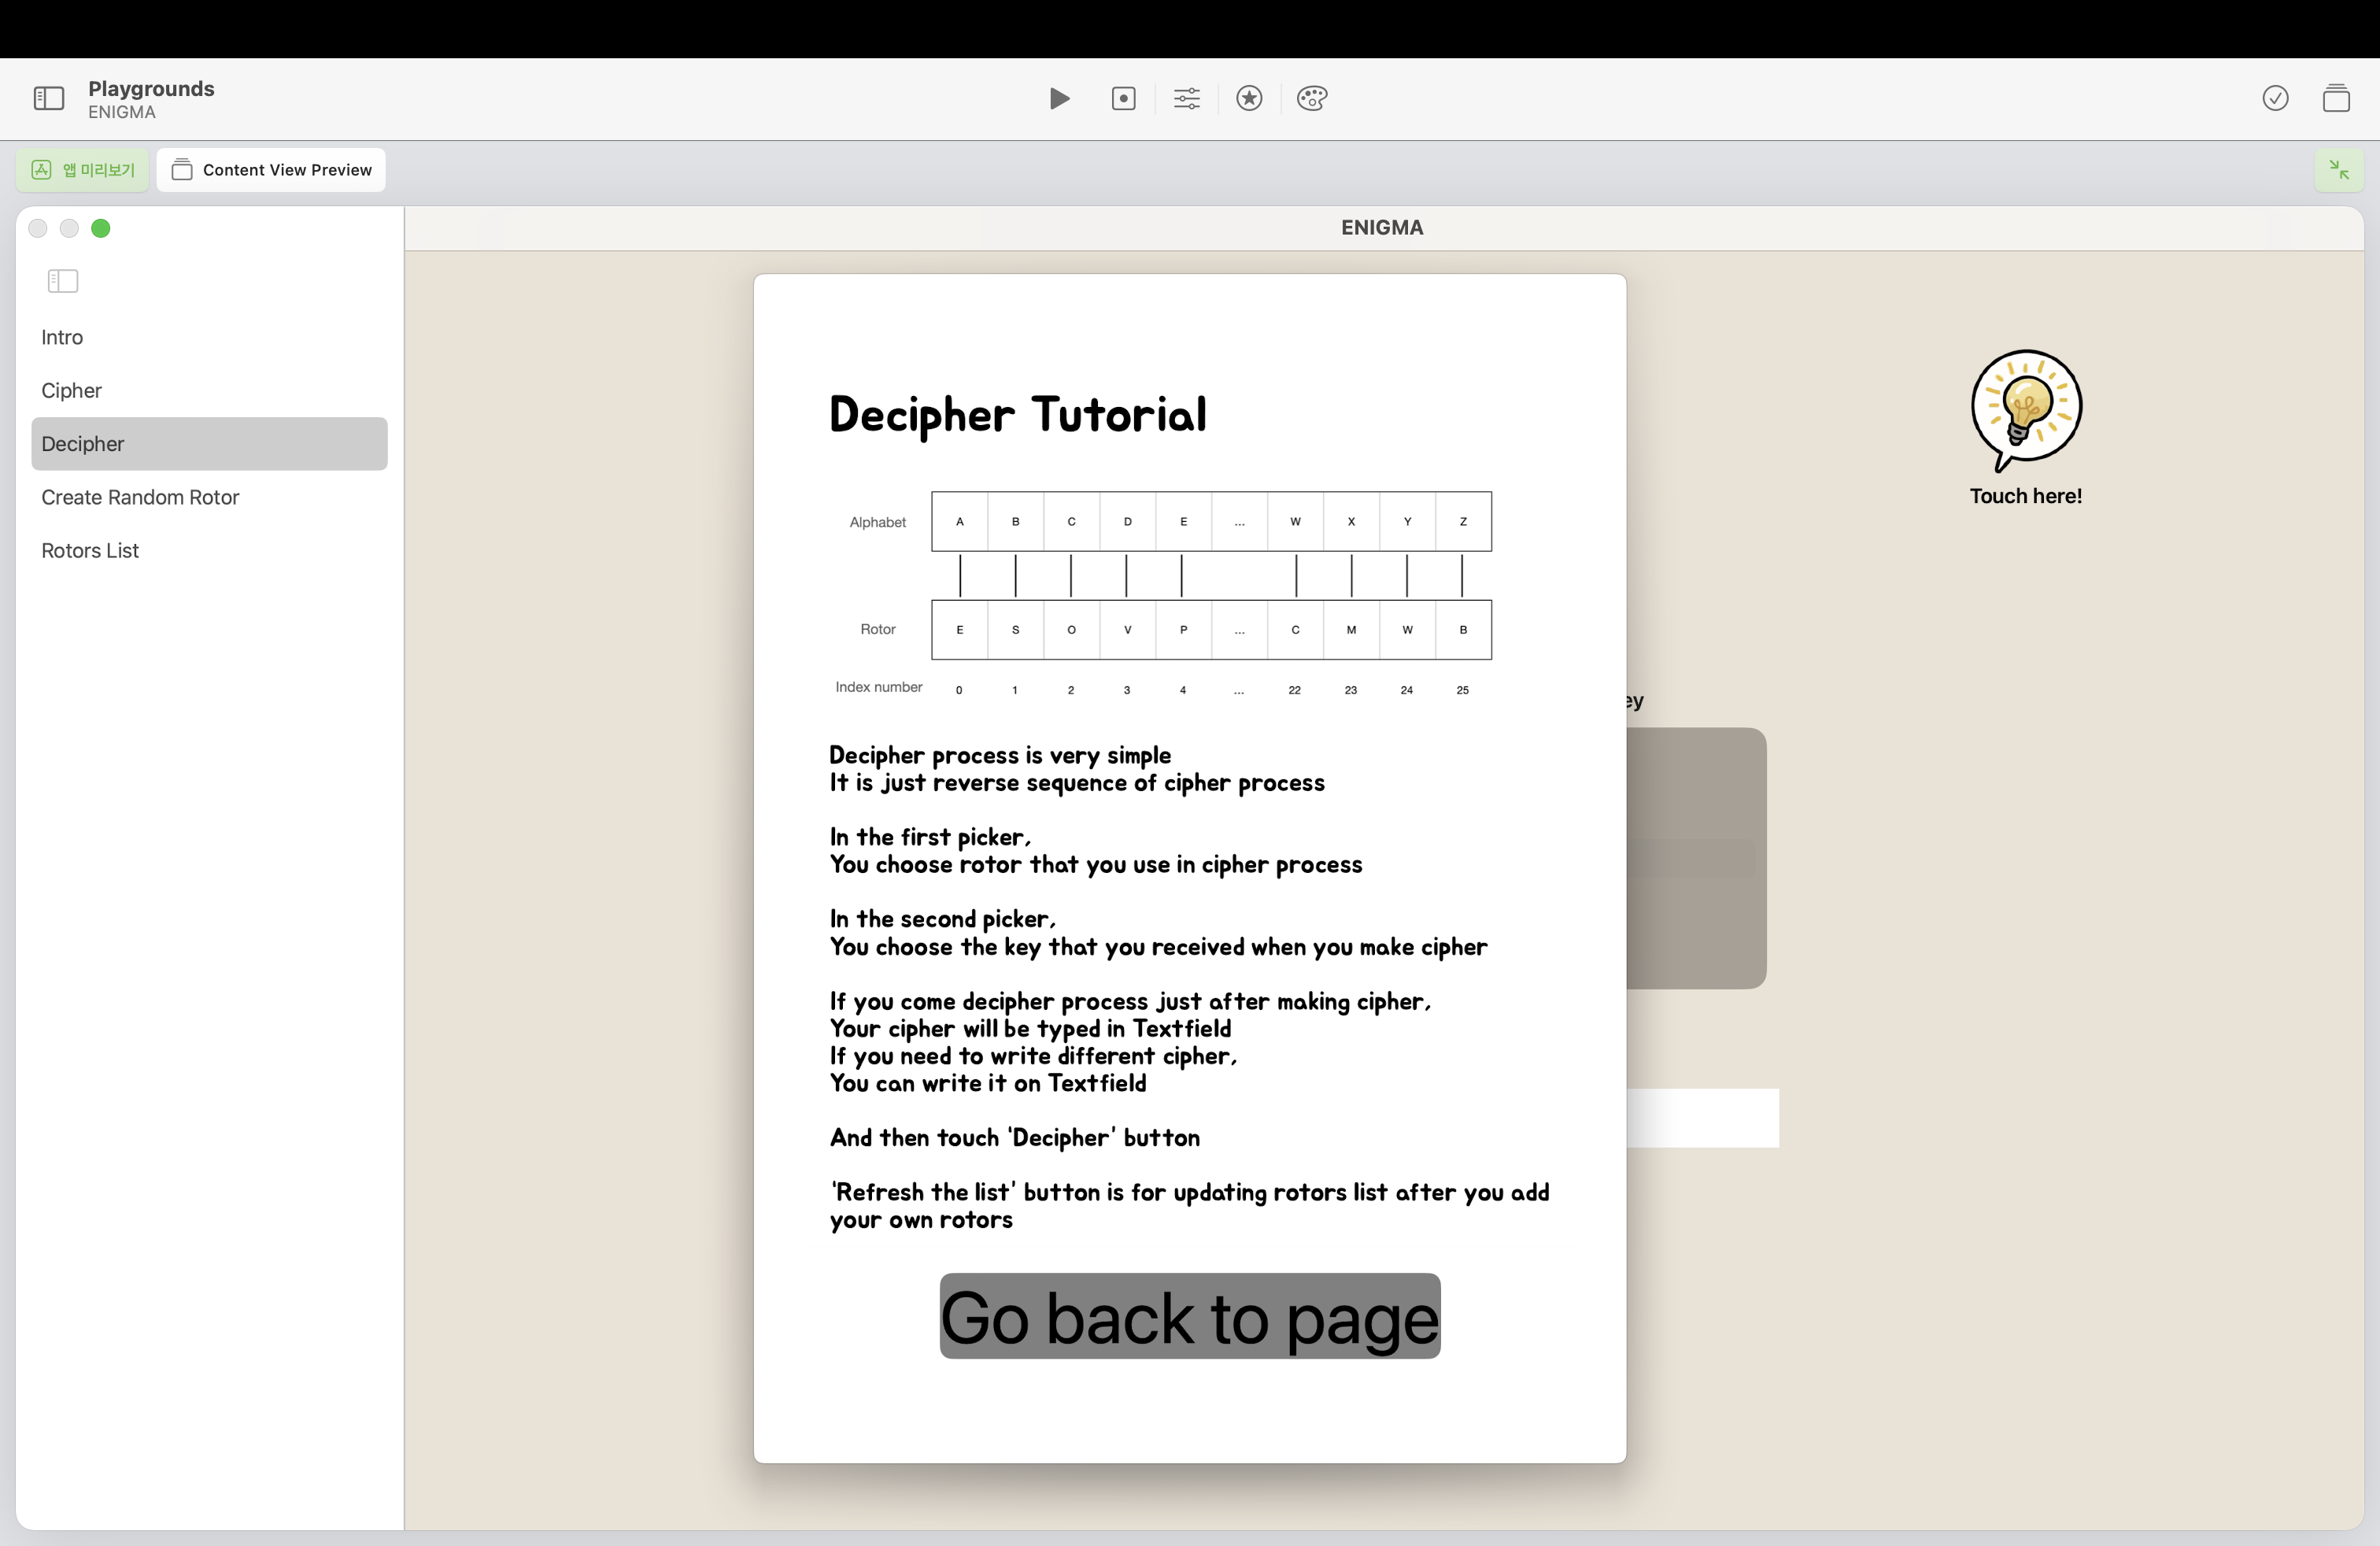 Playgrounds
ENIGMA
앱 미리보기
Content View Preview
ENIGMA
Intro
Cipher
Decipher
Create Random Rotor
Rotors List
Touch here!
ey
Decipher Tutorial
Alphabet A B C D E ... W X Y Z
Rotor E S O V P ... C M W B
Index number 0 1 2 3 4 ... 22 23 24 25
Decipher process is very simple
It is just reverse sequence of cipher process
In the first picker,
You choose rotor that you use in cipher process
In the second picker,
You choose the key that you received when you make cipher
If you come decipher process just after making cipher,
Your cipher will be typed in Textfield
If you need to write different cipher,
You can write it on Textfield
And then touch 'Decipher' button
'Refresh the list' button is for updating rotors list after you add
your own rotors
Go back to page